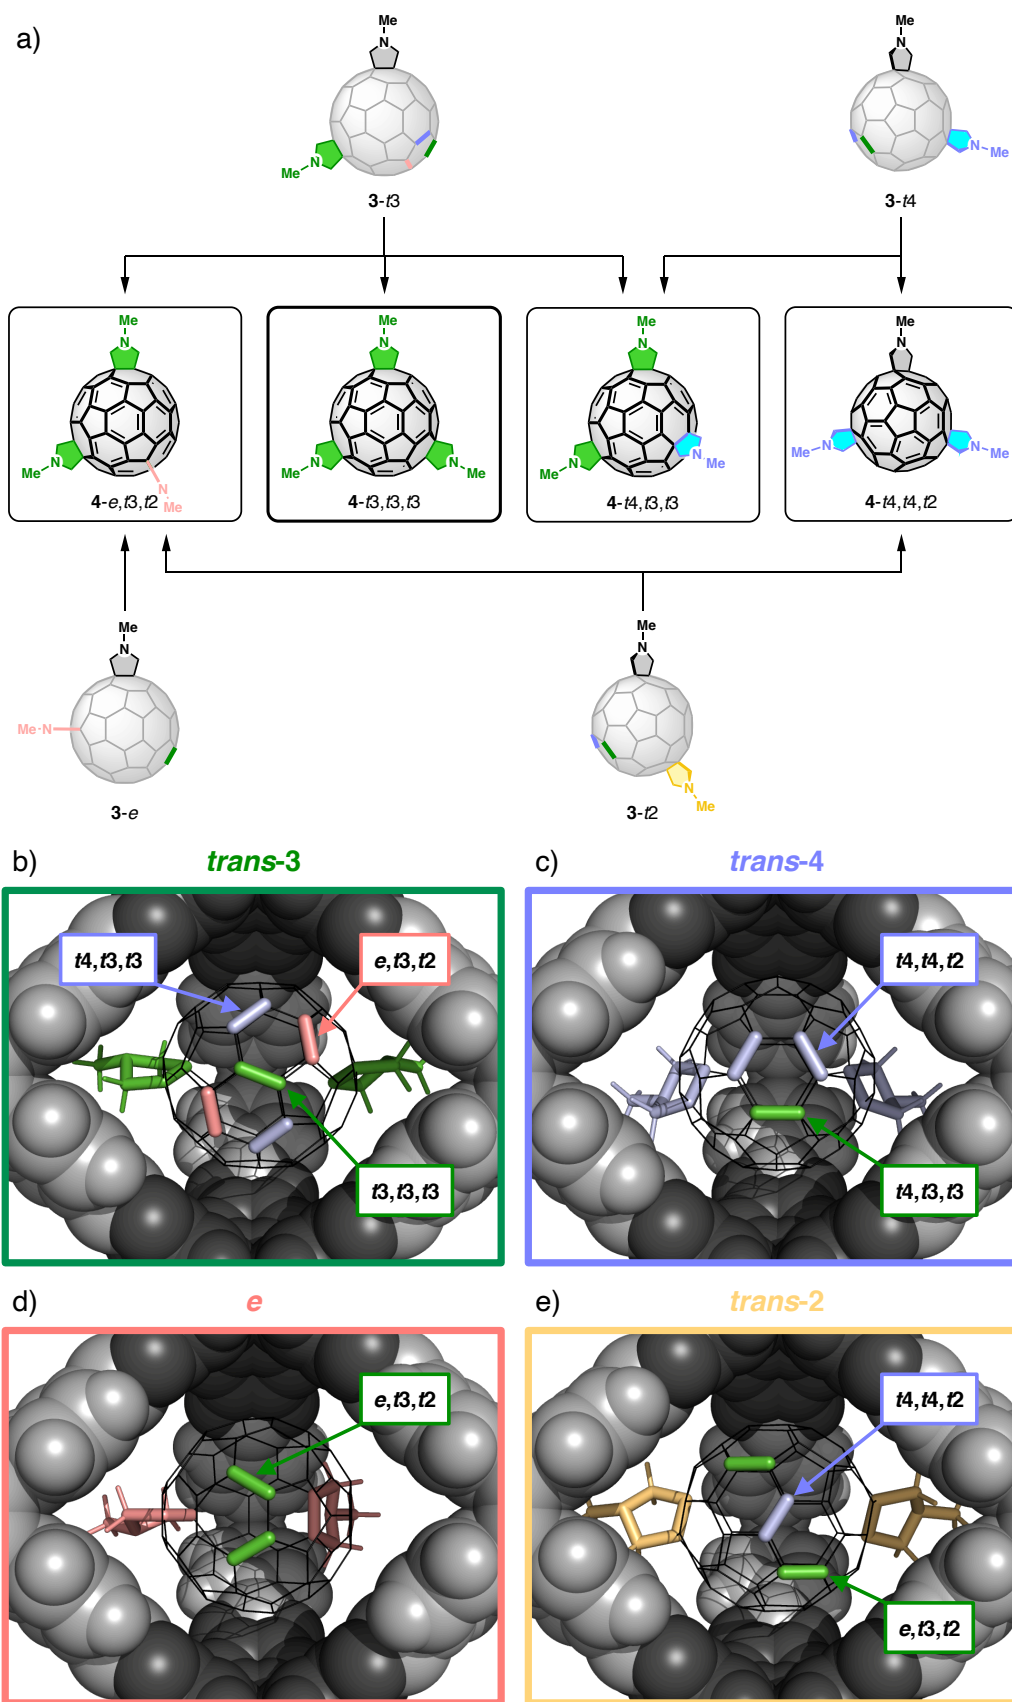 a)
Me
N
N
Me
3-t3
Me
N
N
Me
3-t4
Me
N
Me
N
N
Me
4-e,t3,t2
Me
N
Me
N
N
Me
4-t3,t3,t3
Me
N
Me
N
N
Me
4-t4,t3,t3
Me
N
Me
N
N
Me
4-t4,t4,t2
Me
N
Me-N
3-e
Me
N
N
Me
3-t2
b)
trans-3
t4,t3,t3
e,t3,t2
t3,t3,t3
c)
trans-4
t4,t4,t2
t4,t3,t3
d)
e
e,t3,t2
e)
trans-2
t4,t4,t2
e,t3,t2